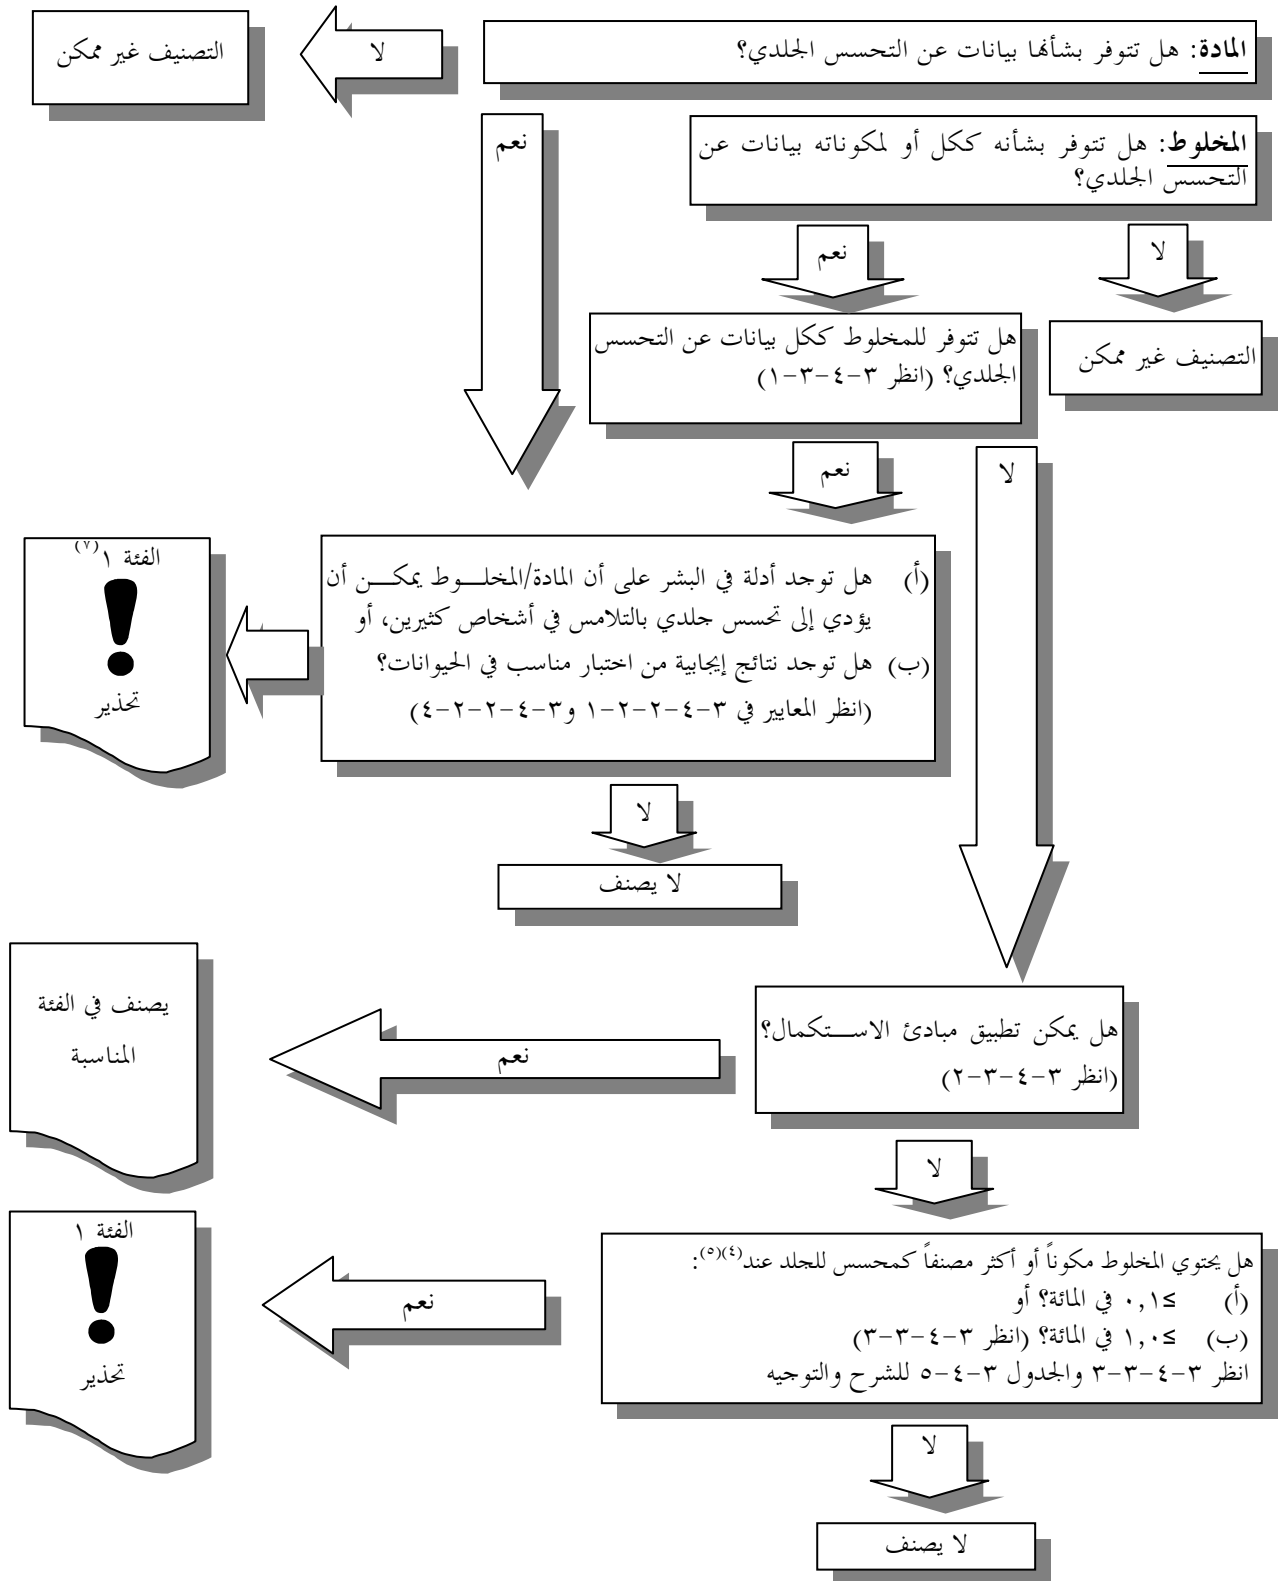 المادة: هل تتوفر بشأنها بيانات عن التحسس الجلدي؟
لا
التصنيف غير ممكن
نعم
المخلوط: هل تتوفر بشأنه ككل أو لمكوناته بيانات عن
التحسس الجلدي؟
لا
نعم
التصنيف غير ممكن
هل تتوفر للمخلوط ككل بيانات عن التحسس
الجلدي؟ (انظر ٣-٤-٣-١)
نعم
لا
(أ) هل توجد أدلة في البشر على أن المادة/المخلوط يمكن أن
يؤدي إلى تحسس جلدي بالتلامس في أشخاص كثيرين، أو
(ب) هل توجد نتائج إيجابية من اختبار مناسب في الحيوانات؟
(انظر المعايير في ٣-٤-٢-٢-١ و٣-٤-٢-٢-٤)
الفئة ١(٧)
تحذير
لا
لا يصنف
هل يمكن تطبيق مبادئ الاستكمال؟
(انظر ٣-٤-٣-٢)
نعم
يصنف في الفئة
المناسبة
لا
هل يحتوي المخلوط مكوناً أو أكثر مصنفاً كمحسس للجلد عند(٤)(٥):
(أ) ≥٠,١ في المائة؟ أو
(ب) ≥١,٠ في المائة؟ (انظر ٣-٤-٣-٣)
انظر ٣-٤-٣-٣ والجدول ٣-٤-٥ للشرح والتوجيه
نعم
الفئة ١
تحذير
لا
لا يصنف